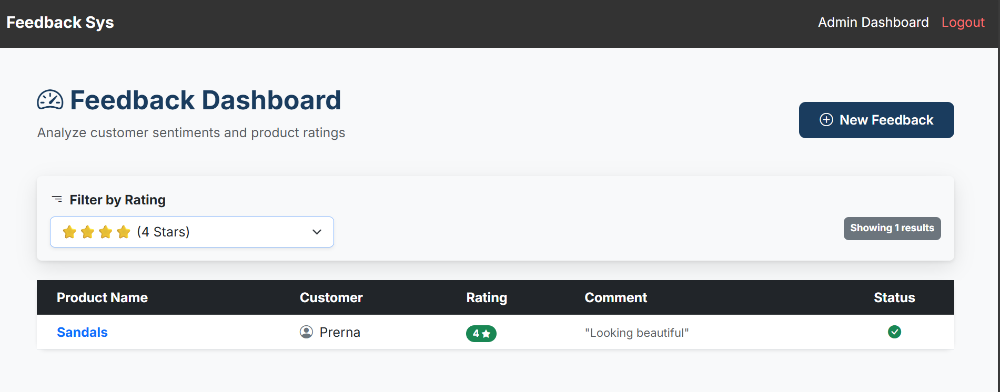 Feedback Sys
Admin Dashboard Logout
Feedback Dashboard
Analyze customer sentiments and product ratings
New Feedback
Filter by Rating
⭐⭐⭐⭐ (4 Stars)
Showing 1 results
Product Name Customer Rating Comment Status
Sandals Prerna 4★ "Looking beautiful"